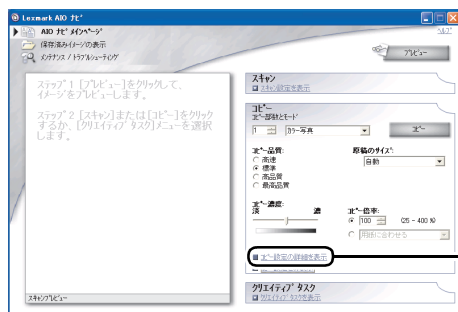 Lexmark AIO ナビ
AIO ナビ メインページ
ヘルプ
保存済みイメージの表示
メンテナンス / トラブルシューティング
プレビュー
ステップ 1 [プレビュー] をクリックして、
イメージをプレビューします。
ステップ 2 [スキャン] または [コピー] をクリック
するか、[クリエイティブ タスク] メニューを選択
します。
スキャン
スキャン設定を表示
コピー
コピー部数とモード
1
カラー写真
コピー
コピー品質:
原稿のサイズ:
高速
自動
標準
高品質
最高品質
コピー濃度:
淡
濃
コピー倍率:
100
(25 - 400 %)
用紙に合わせる
コピー設定の詳細を表示
クリエイティブ タスク
クリエイティブ タスクを表示
スキャンプレビュー